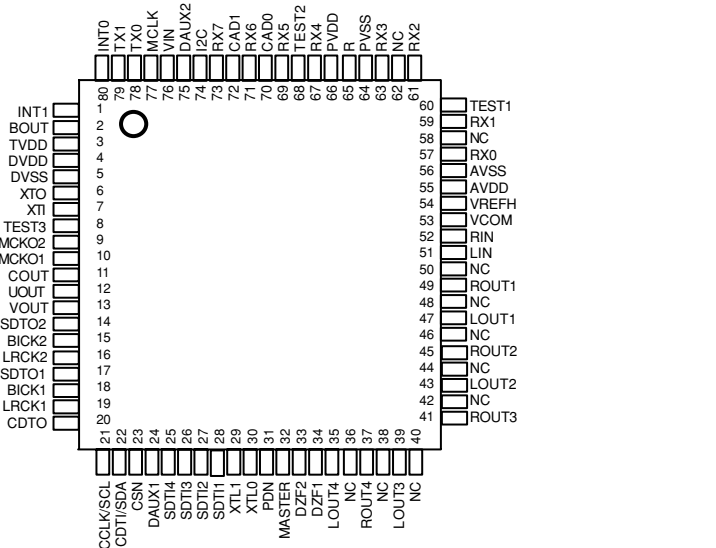 INT0
TX1
TX0
MCLK
VIN
DAUX2
I2C
RX7
CAD1
RX6
CAD0
RX5
TEST2
RX4
PVDD
R
PVSS
RX3
NC
RX2
80
79
78
77
76
75
74
73
72
71
70
69
68
67
66
65
64
63
62
61
INT1 1
BOUT 2
TVDD 3
DVDD 4
DVSS 5
XTO 6
XTI 7
TEST3 8
MCKO2 9
MCKO1 10
COUT 11
UOUT 12
VOUT 13
SDTO2 14
BICK2 15
LRCK2 16
SDTO1 17
BICK1 18
LRCK1 19
CDTO 20
60 TEST1
59 RX1
58 NC
57 RX0
56 AVSS
55 AVDD
54 VREFH
53 VCOM
52 RIN
51 LIN
50 NC
49 ROUT1
48 NC
47 LOUT1
46 NC
45 ROUT2
44 NC
43 LOUT2
42 NC
41 ROUT3
21
22
23
24
25
26
27
28
29
30
31
32
33
34
35
36
37
38
39
40
CCLK/SCL
CDTI/SDA
CSN
DAUX1
SDTI4
SDTI3
SDTI2
SDTI1
XTL1
XTL0
PDN
MASTER
DZF2
DZF1
LOUT4
NC
ROUT4
NC
LOUT3
NC